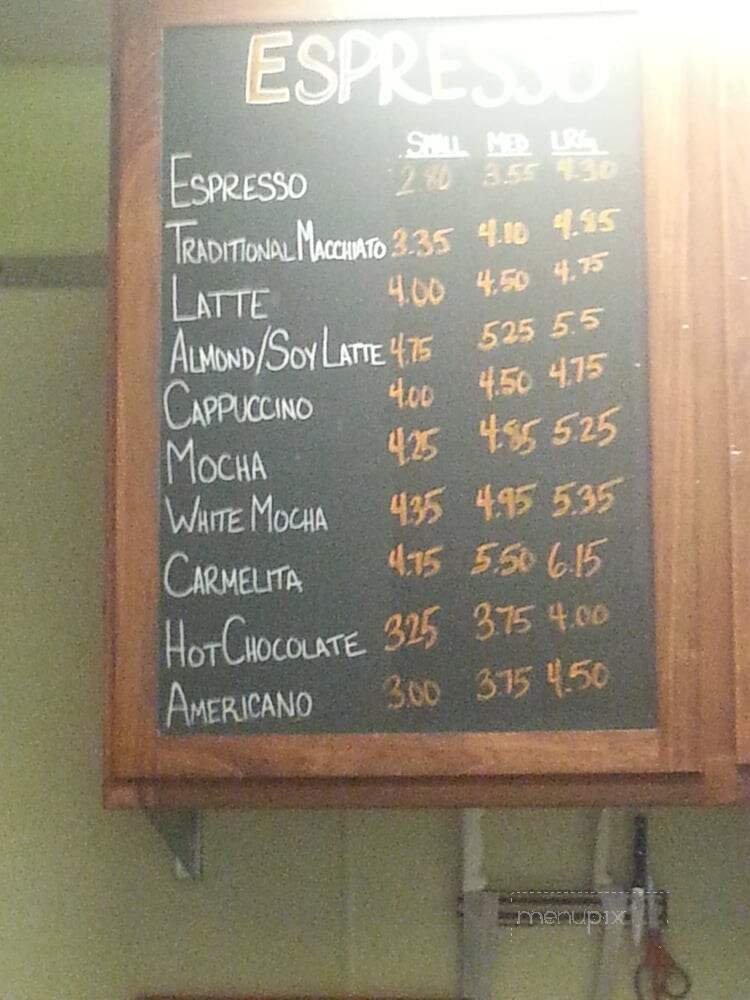 ESPRESSO
SMALL MED LRG
ESPRESSO 2.80 3.55 4.30
TRADITIONAL MACCHIATO 3.35 4.10 4.85
LATTE 4.00 4.50 4.75
ALMOND/SOY LATTE 4.75 525 5.5
CAPPUCCINO 4.00 4.50 4.75
MOCHA 4.25 4.85 5.25
WHITE MOCHA 4.35 4.95 5.35
CARMELITA 4.75 5.50 6.15
HOT CHOCOLATE 325 3.75 4.00
AMERICANO 3.00 3.75 4.50
menupix